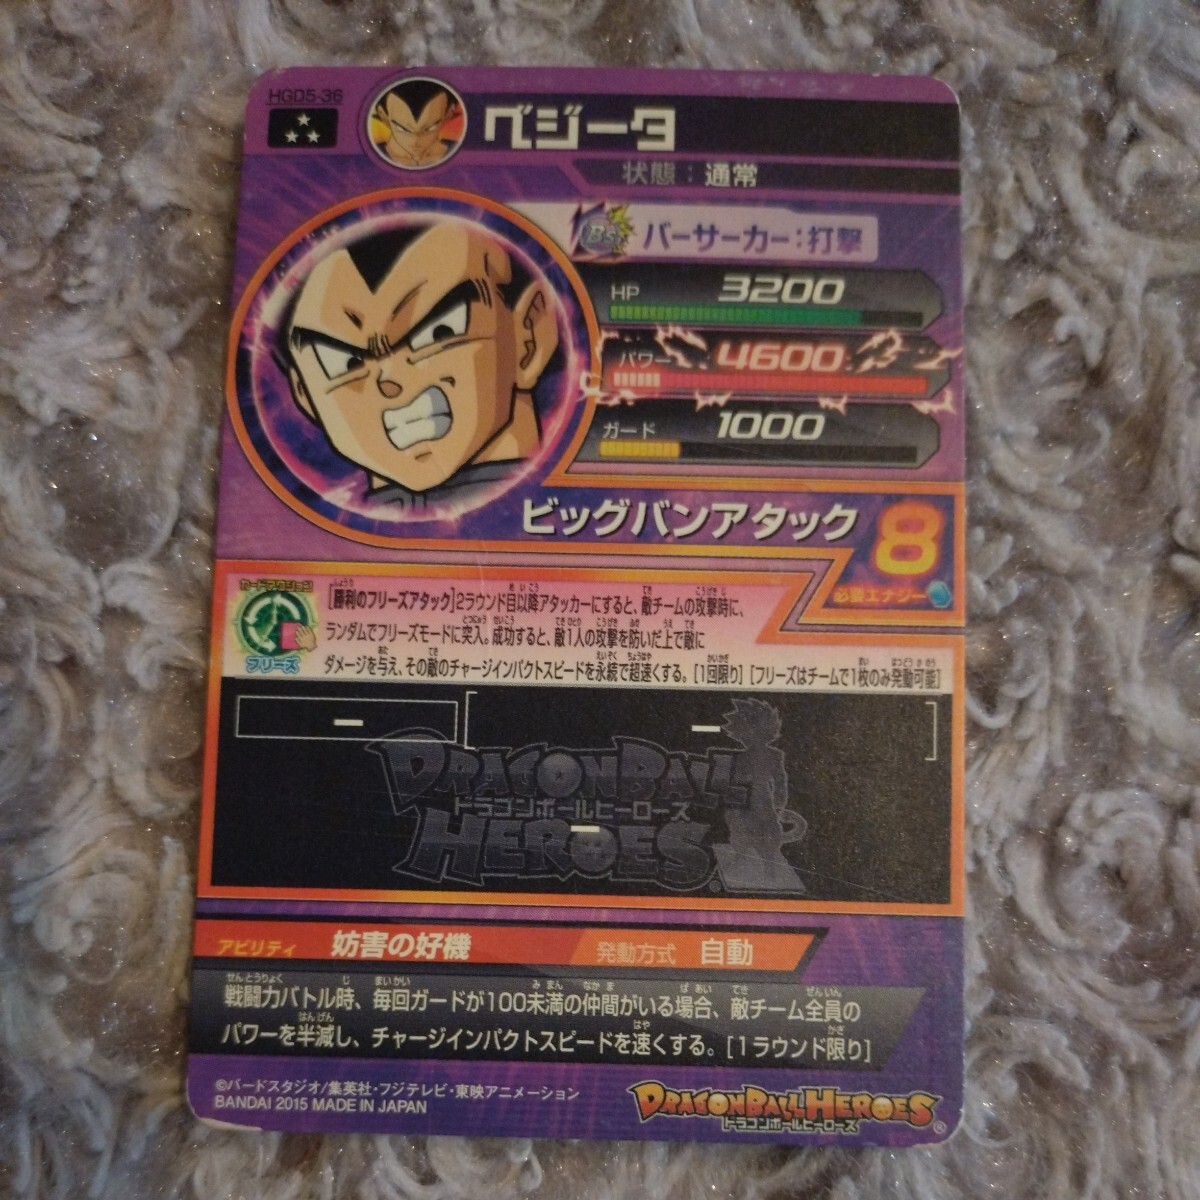 HGD5-36
ベジータ
状態：通常
Bs バーサーカー：打撃
HP 3200
パワー 4600
ガード 1000
ビッグバンアタック 8
必要エナジー
カードアクション!
フリーズ
[勝利のフリーズアタック]2ラウンド目以降アタッカーにすると、敵チームの攻撃時に、
ランダムでフリーズモードに突入。成功すると、敵1人の攻撃を防いだ上で敵に
ダメージを与え、その敵のチャージインパクトスピードを永続で超速くする。[1回限り] [フリーズはチームで1枚のみ発動可能]
DRAGONBALL
ドラゴンボールヒーローズ
HEROES
アビリティ 妨害の好機 発動方式 自動
戦闘力バトル時、毎回ガードが100未満の仲間がいる場合、敵チーム全員の
パワーを半減し、チャージインパクトスピードを速くする。[1ラウンド限り]
©バードスタジオ/集英社・フジテレビ・東映アニメーション
BANDAI 2015 MADE IN JAPAN
DRAGONBALL HEROES
ドラゴンボールヒーローズ